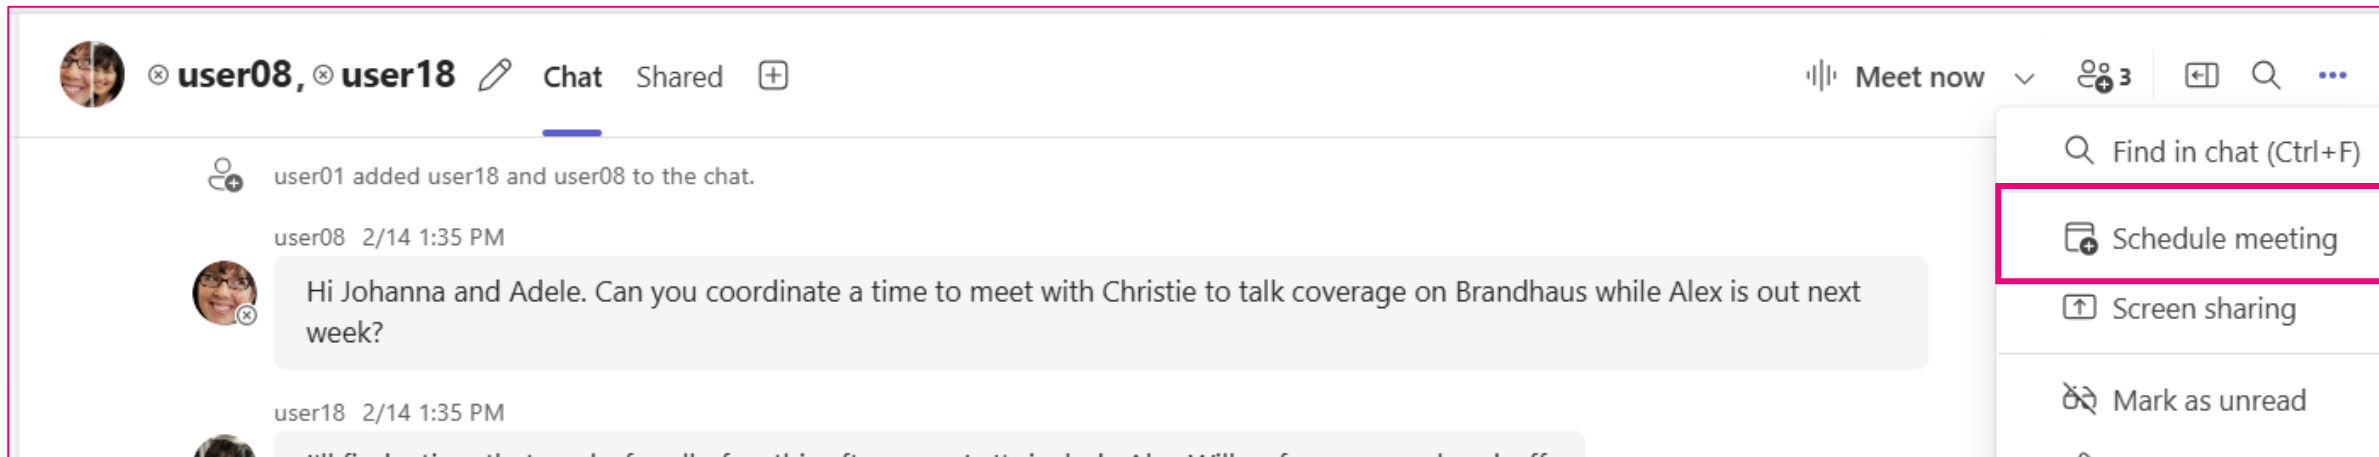 user08, user18 Chat Shared Meet now 3
Find in chat (Ctrl+F)
user01 added user18 and user08 to the chat.
Schedule meeting
user08 2/14 1:35 PM
Hi Johanna and Adele. Can you coordinate a time to meet with Christie to talk coverage on Brandhaus while Alex is out next
week?
Screen sharing
Mark as unread
user18 2/14 1:35 PM